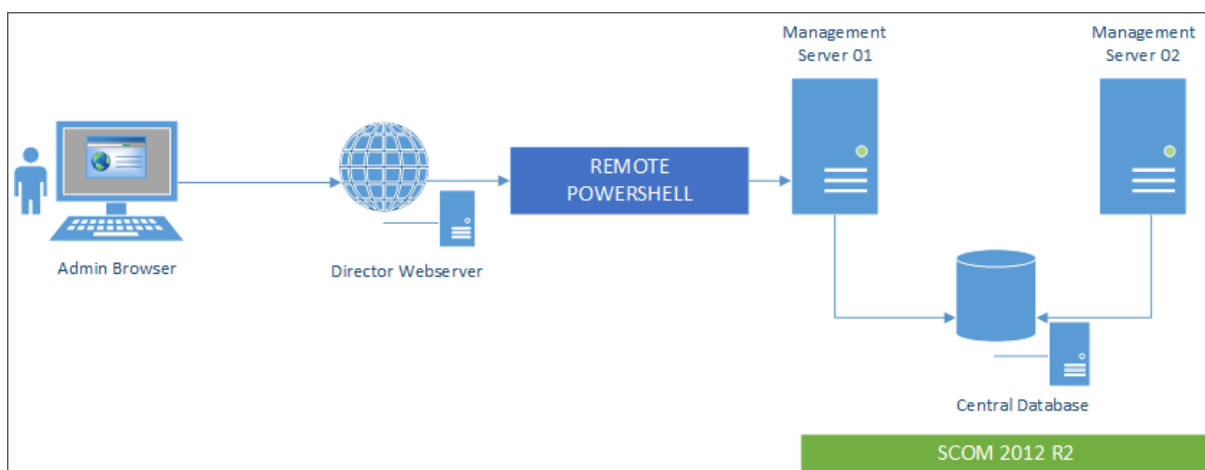 Management
Server 01
Management
Server 02
REMOTE
POWERSHELL
Admin Browser
Director Webserver
Central Database
SCOM 2012 R2